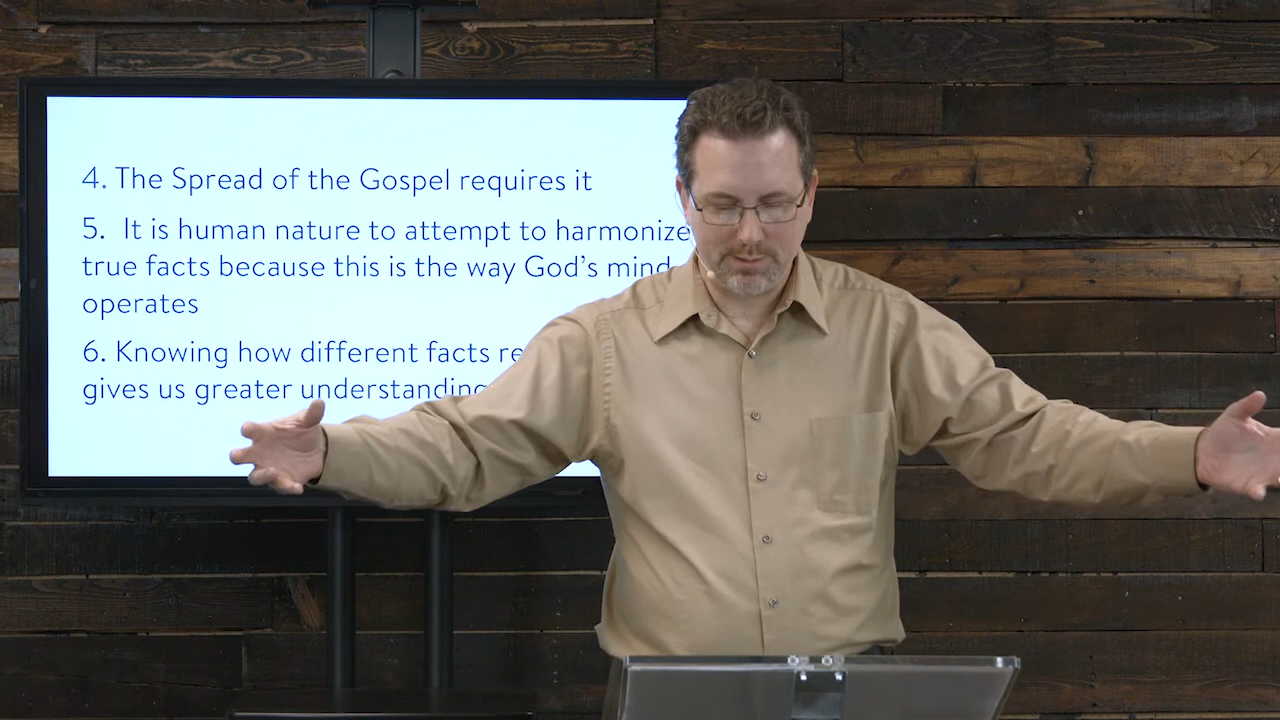 4. The Spread of the Gospel requires it
5. It is human nature to attempt to harmonize
true facts because this is the way God's mind
operates
6. Knowing how different facts
gives us greater understanding